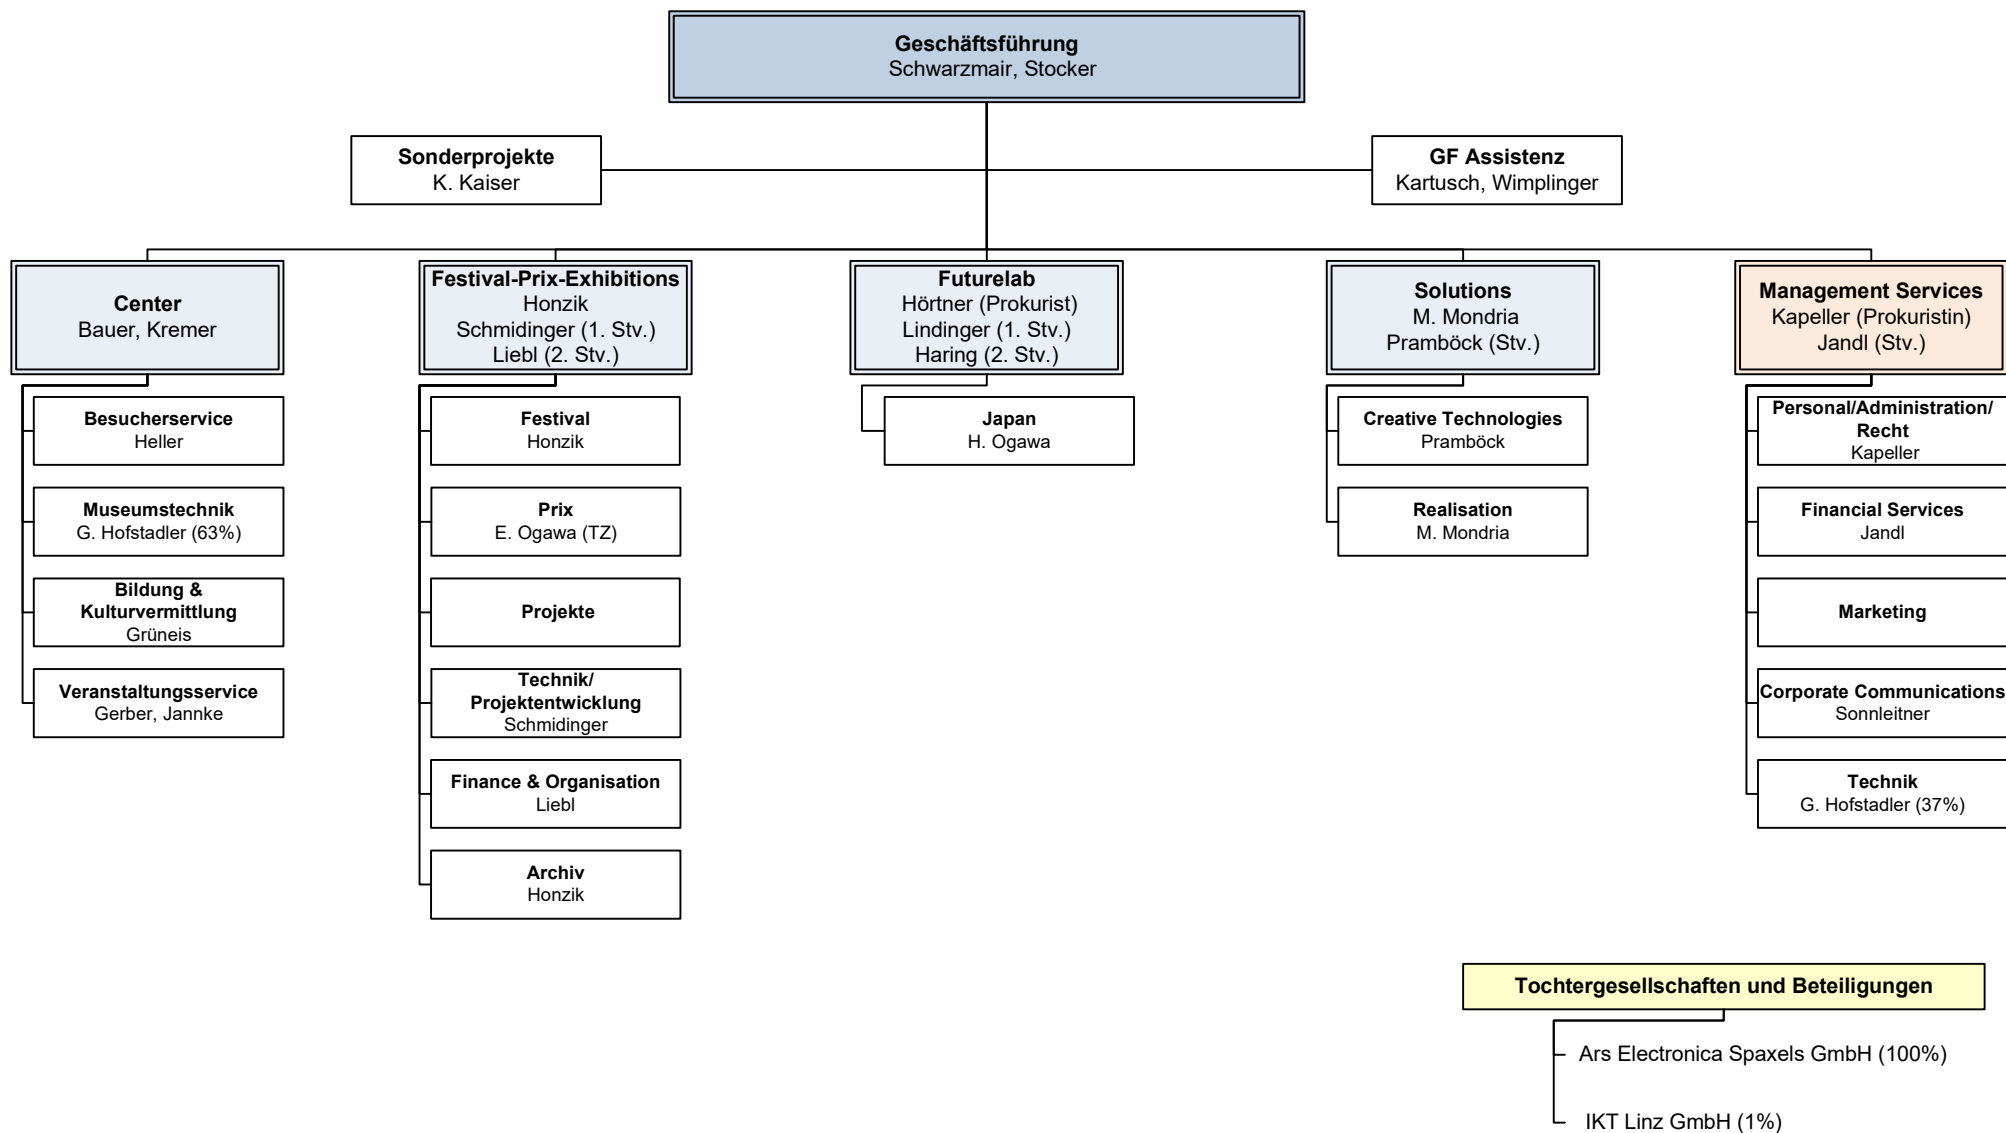 Geschäftsführung
Schwarzmair, Stocker
Sonderprojekte
K. Kaiser
GF Assistenz
Kartusch, Wimplinger
Center
Bauer, Kremer
Festival-Prix-Exhibitions
Honzik
Schmidinger (1. Stv.)
Liebl (2. Stv.)
Futurelab
Hörtner (Prokurist)
Lindinger (1. Stv.)
Haring (2. Stv.)
Solutions
M. Mondria
Pramböck (Stv.)
Management Services
Kapeller (Prokuristin)
Jandl (Stv.)
Besucherservice
Heller
Museumstechnik
G. Hofstadler (63%)
Bildung &
Kulturvermittlung
Grüneis
Veranstaltungsservice
Gerber, Jannke
Festival
Honzik
Prix
E. Ogawa (TZ)
Projekte
Technik/
Projektentwicklung
Schmidinger
Finance & Organisation
Liebl
Archiv
Honzik
Japan
H. Ogawa
Creative Technologies
Pramböck
Realisation
M. Mondria
Personal/Administration/
Recht
Kapeller
Financial Services
Jandl
Marketing
Corporate Communications
Sonnleitner
Technik
G. Hofstadler (37%)
Tochtergesellschaften und Beteiligungen
Ars Electronica Spaxels GmbH (100%)
IKT Linz GmbH (1%)